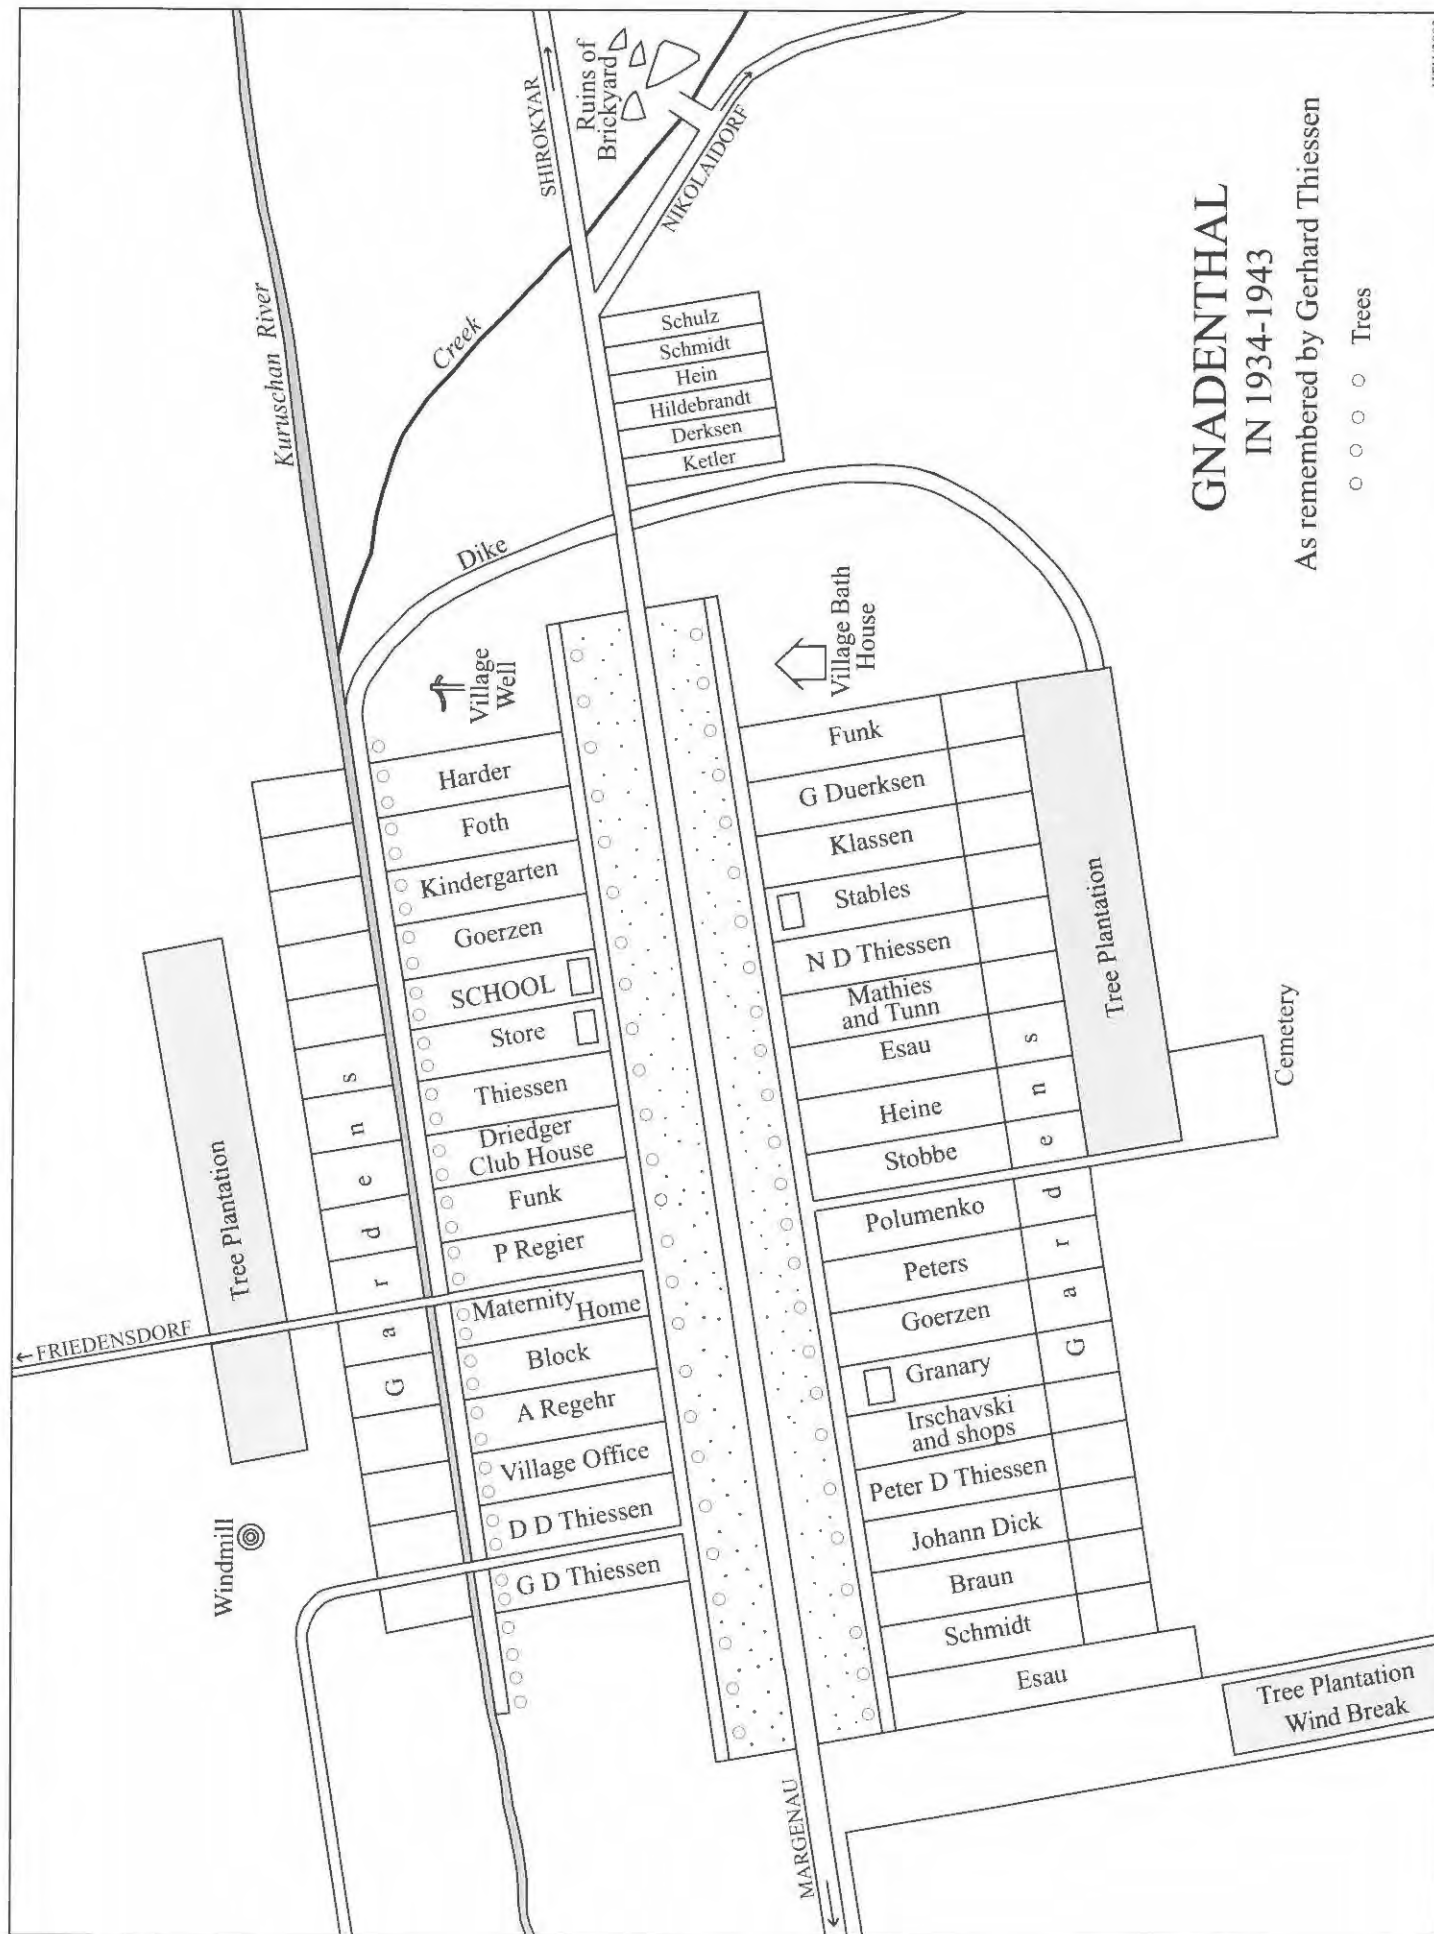 GNADENTHAL
IN 1934-1943
As remembered by Gerhard Thiessen
Trees
Kuruschan River
Creek
SHIROKYAR
Ruins of
Brickyard
NIKOLAIDORF
Schulz
Schmidt
Hein
Hildebrandt
Derksen
Ketler
Dike
Village
Well
Village Bath
House
Harder
Foth
Kindergarten
Goerzen
SCHOOL
Store
Thiessen
Driedger
Club House
Funk
P Regier
Maternity
Home
Block
A Regehr
Village Office
D D Thiessen
G D Thiessen
Gardens
Tree Plantation
FRIEDENSDORF
Windmill
Funk
G Duerksen
Klassen
Stables
N D Thiessen
Mathies
and Tunn
Esau
Heine
Stobbe
Polumenko
Peters
Goerzen
Granary
Irschavski
and shops
Peter D Thiessen
Johann Dick
Braun
Schmidt
Esau
Gardens
Tree Plantation
Cemetery
Tree Plantation
Wind Break
MARGENAU